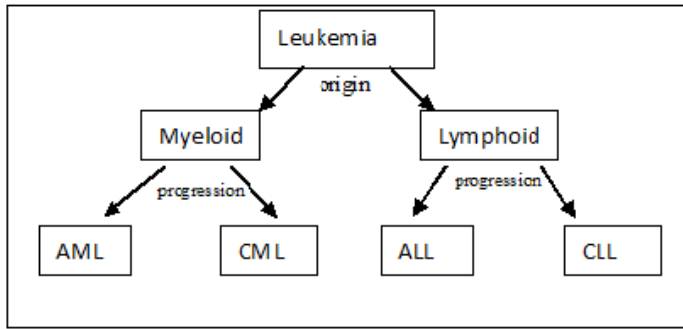 Leukemia
origin
Myeloid
Lymphoid
progression
progression
AML
CML
ALL
CLL